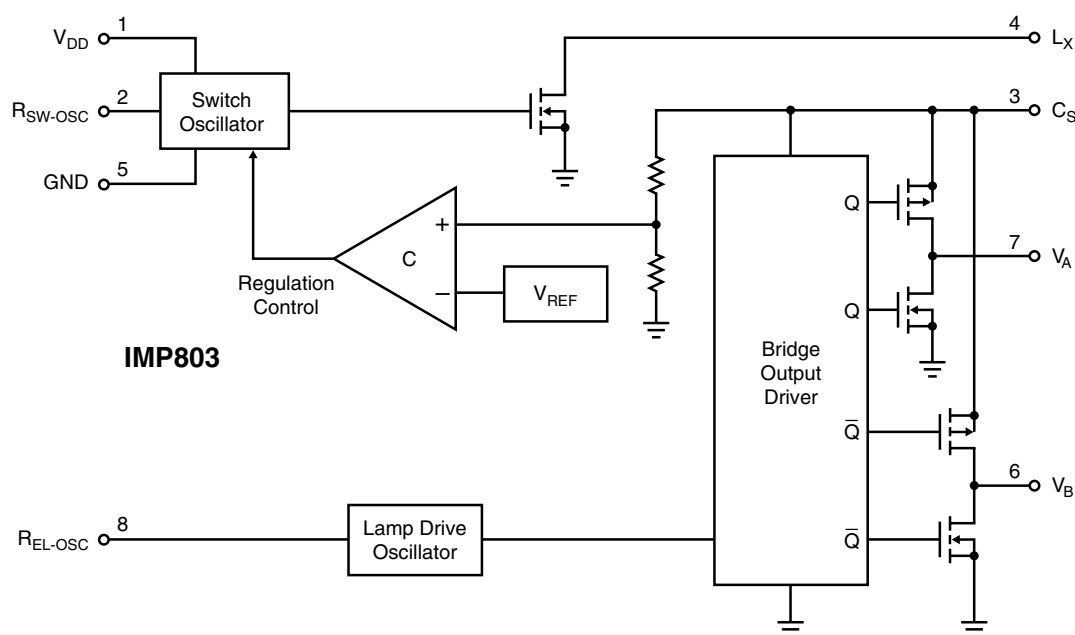 1
V_DD
2
R_SW-OSC
5
GND
Switch
Oscillator
4
L_X
3
C_S
+
C
–
Regulation
Control
V_REF
IMP803
Q
7
V_A
Q
Bridge
Output
Driver
Q̅
6
V_B
Q̅
8
R_EL-OSC
Lamp Drive
Oscillator